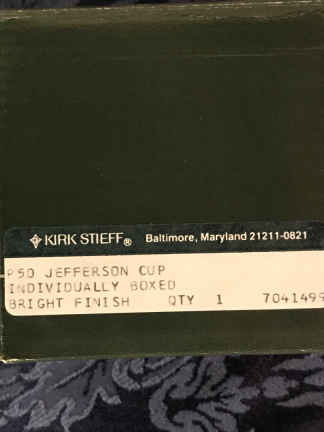 KIRK STIEFF® Baltimore, Maryland 21211-0821
P50 JEFFERSON CUP
INDIVIDUALLY BOXED
BRIGHT FINISH QTY 1 7041499